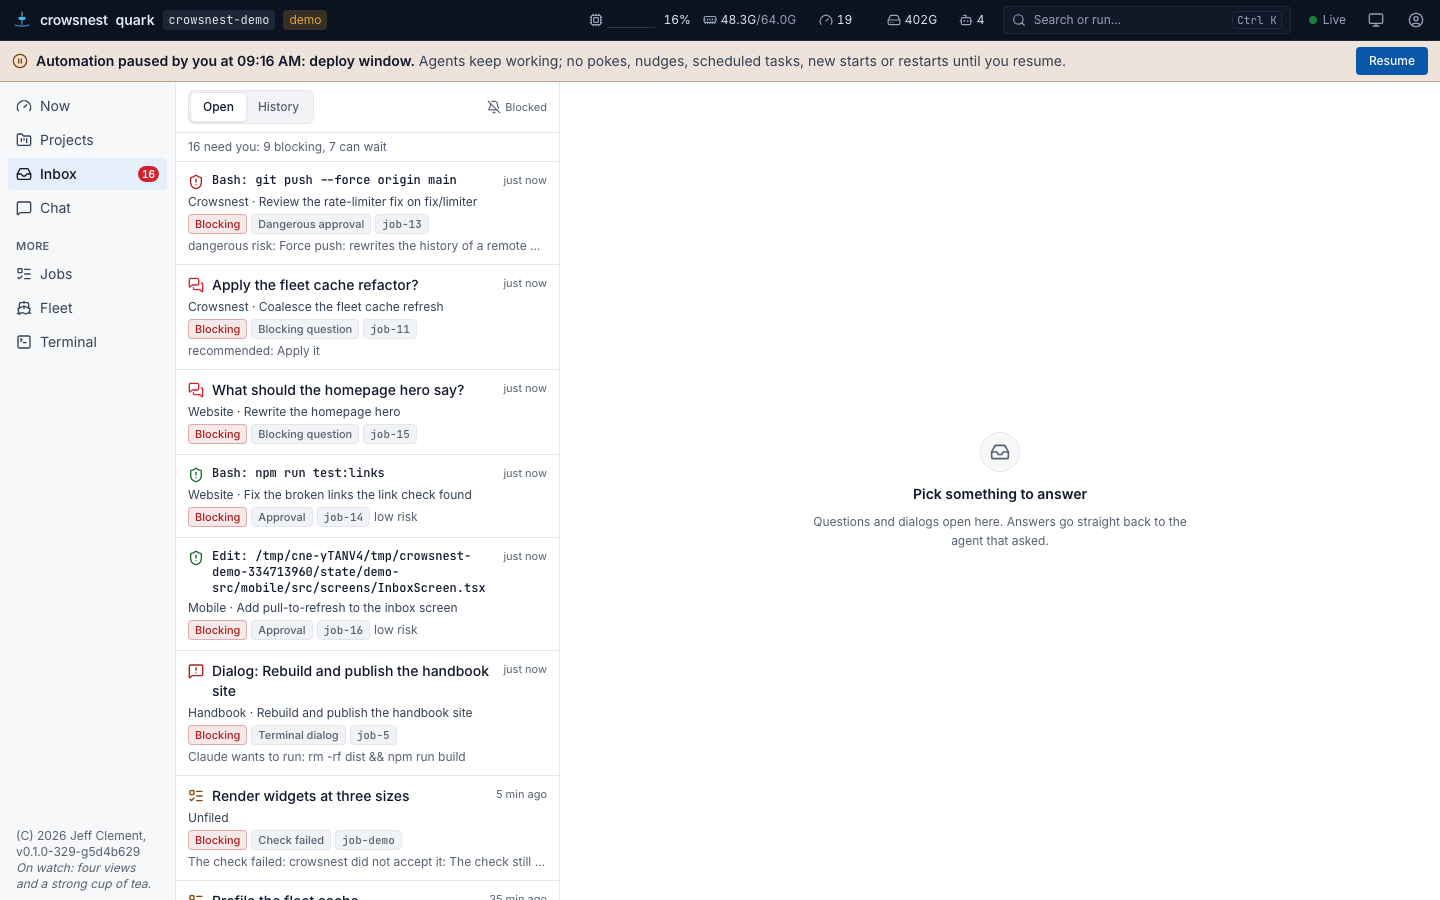 crowsnest quark crowsnest-demo demo 16% 48.3G/64.0G 19 402G 4 Search or run... Ctrl K Live
Automation paused by you at 09:16 AM: deploy window. Agents keep working; no pokes, nudges, scheduled tasks, new starts or restarts until you resume. Resume
Now
Projects
Inbox 16
Chat
MORE
Jobs
Fleet
Terminal
(C) 2026 Jeff Clement,
v0.1.0-329-g5d4b629
On watch: four views
and a strong cup of tea.
Open History Blocked
16 need you: 9 blocking, 7 can wait
Bash: git push --force origin main just now
Crowsnest · Review the rate-limiter fix on fix/limiter
Blocking Dangerous approval job-13
dangerous risk: Force push: rewrites the history of a remote ...
Apply the fleet cache refactor? just now
Crowsnest · Coalesce the fleet cache refresh
Blocking Blocking question job-11
recommended: Apply it
What should the homepage hero say? just now
Website · Rewrite the homepage hero
Blocking Blocking question job-15
Bash: npm run test:links just now
Website · Fix the broken links the link check found
Blocking Approval job-14 low risk
Edit: /tmp/cne-yTANV4/tmp/crowsnest- just now
demo-334713960/state/demo-
src/mobile/src/screens/InboxScreen.tsx
Mobile · Add pull-to-refresh to the inbox screen
Blocking Approval job-16 low risk
Dialog: Rebuild and publish the handbook just now
site
Handbook · Rebuild and publish the handbook site
Blocking Terminal dialog job-5
Claude wants to run: rm -rf dist && npm run build
Render widgets at three sizes 5 min ago
Unfiled
Blocking Check failed job-demo
The check failed: crowsnest did not accept it: The check still ...
Profile the fleet cache 35 min ago
Pick something to answer
Questions and dialogs open here. Answers go straight back to the
agent that asked.